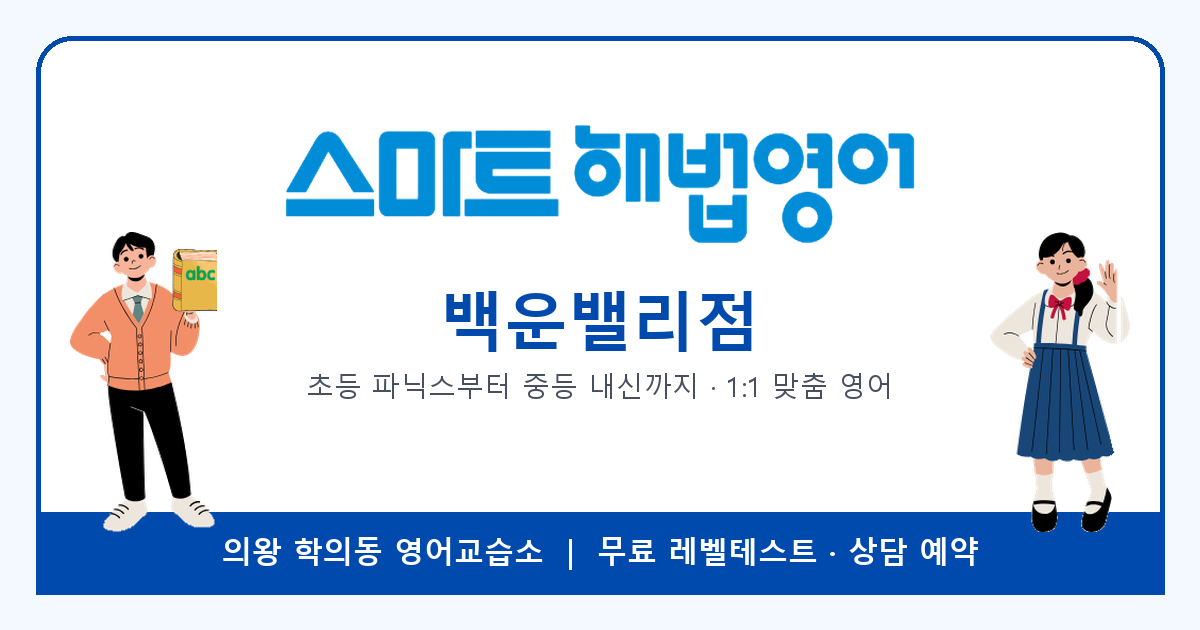 스마트 해법영어
백운밸리점
abc
초등 파닉스부터 중등 내신까지 · 1:1 맞춤 영어
의왕 학의동 영어교습소 | 무료 레벨테스트 · 상담 예약